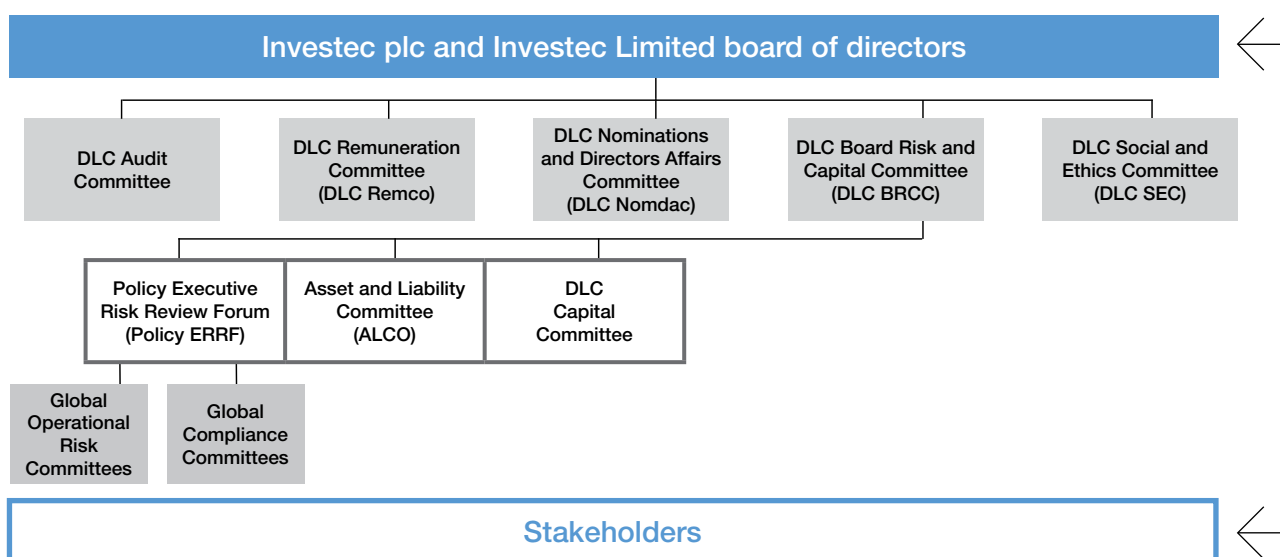 Investec plc and Investec Limited board of directors
DLC Audit
Committee
DLC Remuneration
Committee
(DLC Remco)
DLC Nominations
and Directors Affairs
Committee
(DLC Nomdac)
DLC Board Risk and
Capital Committee
(DLC BRCC)
DLC Social and
Ethics Committee
(DLC SEC)
Policy Executive
Risk Review Forum
(Policy ERRF)
Asset and Liability
Committee
(ALCO)
DLC
Capital
Committee
Global
Operational
Risk
Committees
Global
Compliance
Committees
Stakeholders